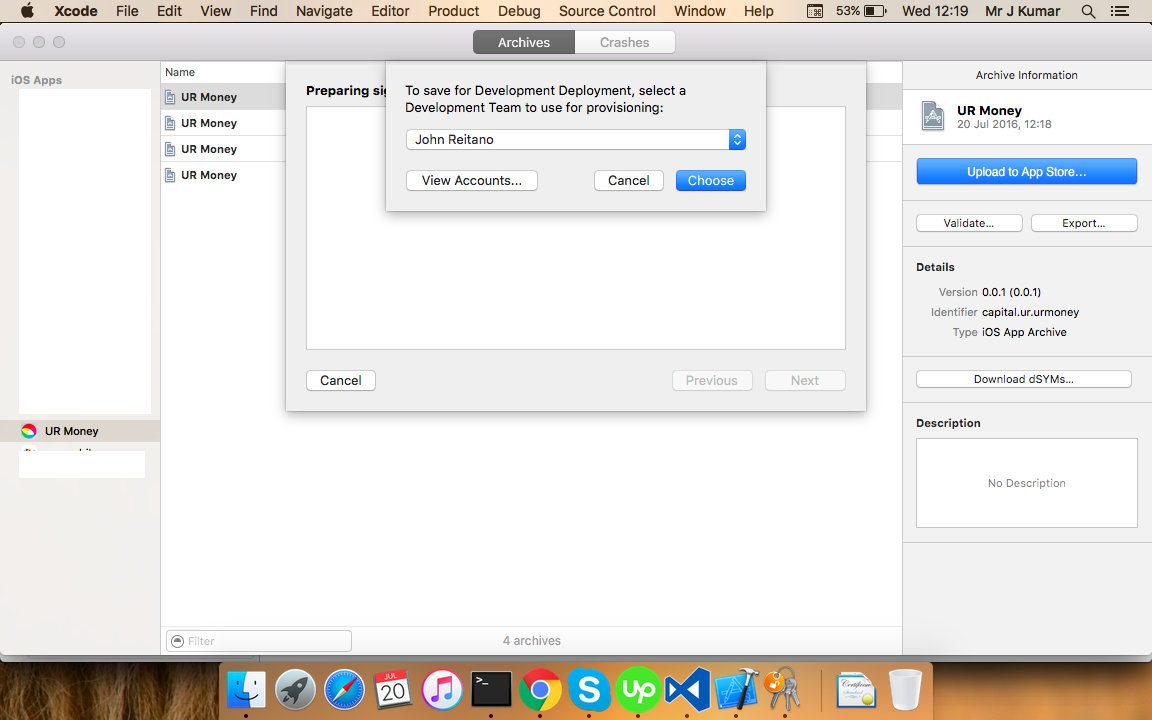 Xcode File Edit View Find Navigate Editor Product Debug Source Control Window Help 53% Wed 12:19 Mr J Kumar
Archives Crashes
iOS Apps
UR Money
Name
UR Money
UR Money
UR Money
UR Money
Preparing
To save for Development Deployment, select a
Development Team to use for provisioning:
John Reitano
View Accounts... Cancel Choose
Cancel Previous Next
Filter
4 archives
Archive Information
UR Money
20 Jul 2016, 12:18
Upload to App Store...
Validate... Export...
Details
Version 0.0.1 (0.0.1)
Identifier capital.ur.urmoney
Type iOS App Archive
Download dSYMs...
Description
No Description
JUL
20
>_
S
Up